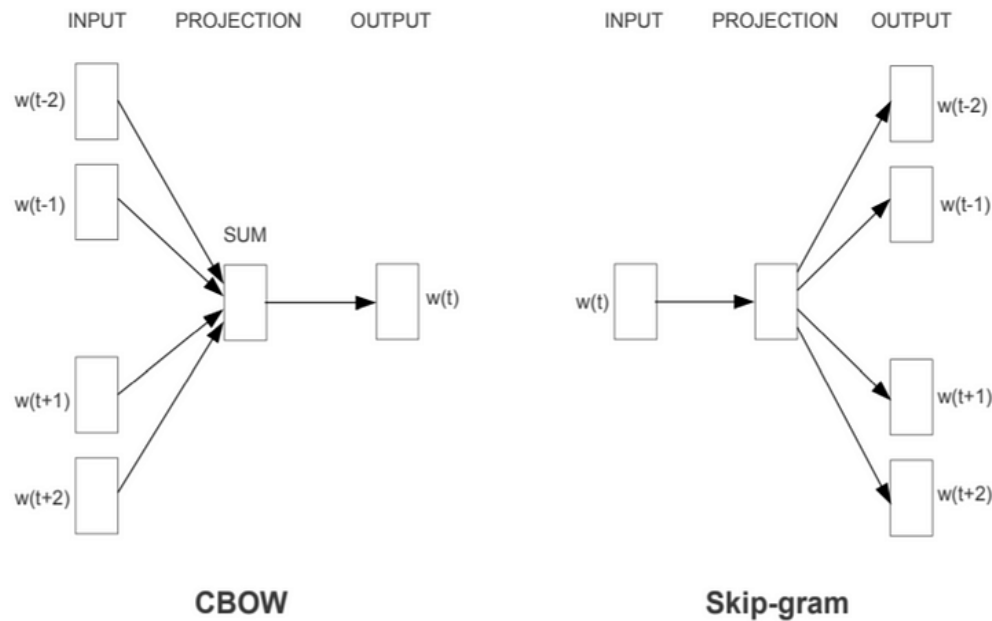 INPUT PROJECTION OUTPUT
w(t-2)
w(t-1)
SUM
w(t)
w(t+1)
w(t+2)
CBOW
INPUT PROJECTION OUTPUT
w(t-2)
w(t-1)
w(t)
w(t+1)
w(t+2)
Skip-gram